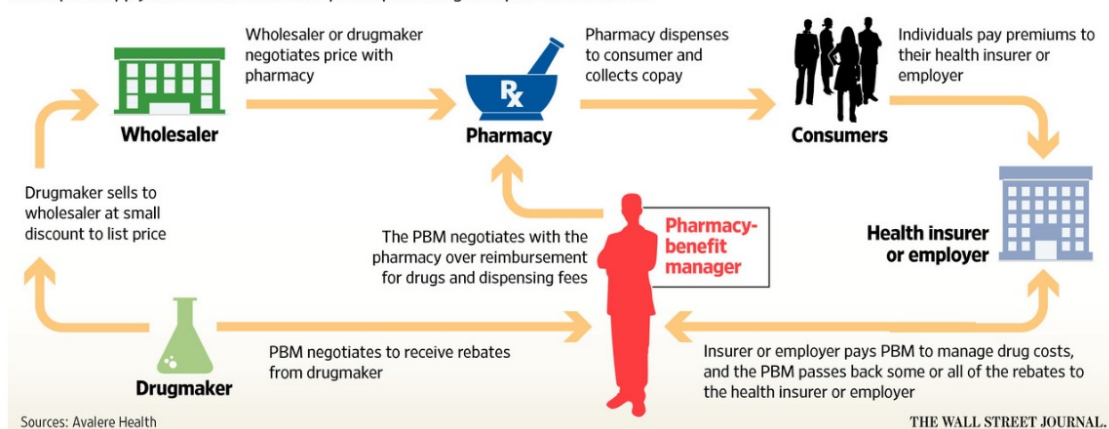 Wholesaler or drugmaker
negotiates price with
pharmacy
Pharmacy dispenses
to consumer and
collects copay
Individuals pay premiums to
their health insurer or
employer
Rx
Wholesaler
Pharmacy
Consumers
Drugmaker sells to
wholesaler at small
discount to list price
The PBM negotiates with the
pharmacy over reimbursement
for drugs and dispensing fees
Pharmacy-
benefit
manager
Health insurer
or employer
Drugmaker
PBM negotiates to receive rebates
from drugmaker
Insurer or employer pays PBM to manage drug costs,
and the PBM passes back some or all of the rebates to
the health insurer or employer
Sources: Avalere Health
THE WALL STREET JOURNAL.